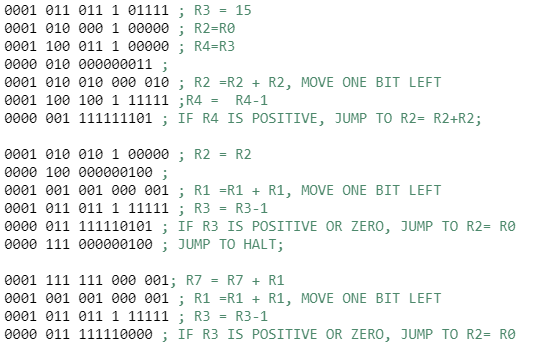 0001 011 011 1 01111 ; R3 = 15
0001 010 000 1 00000 ; R2=R0
0001 100 011 1 00000 ; R4=R3
0000 010 000000011 ;
0001 010 010 000 010 ; R2 =R2 + R2, MOVE ONE BIT LEFT
0001 100 100 1 11111 ;R4 =  R4-1
0000 001 111111101 ; IF R4 IS POSITIVE, JUMP TO R2= R2+R2;

0001 010 010 1 00000 ; R2 = R2
0000 100 000000100 ;
0001 001 001 000 001 ; R1 =R1 + R1, MOVE ONE BIT LEFT
0001 011 011 1 11111 ; R3 = R3-1
0000 011 111110101 ; IF R3 IS POSITIVE OR ZERO, JUMP TO R2= R0
0000 111 000000100 ; JUMP TO HALT;

0001 111 111 000 001; R7 = R7 + R1
0001 001 001 000 001 ; R1 =R1 + R1, MOVE ONE BIT LEFT
0001 011 011 1 11111 ; R3 = R3-1
0000 011 111110000 ; IF R3 IS POSITIVE OR ZERO, JUMP TO R2= R0